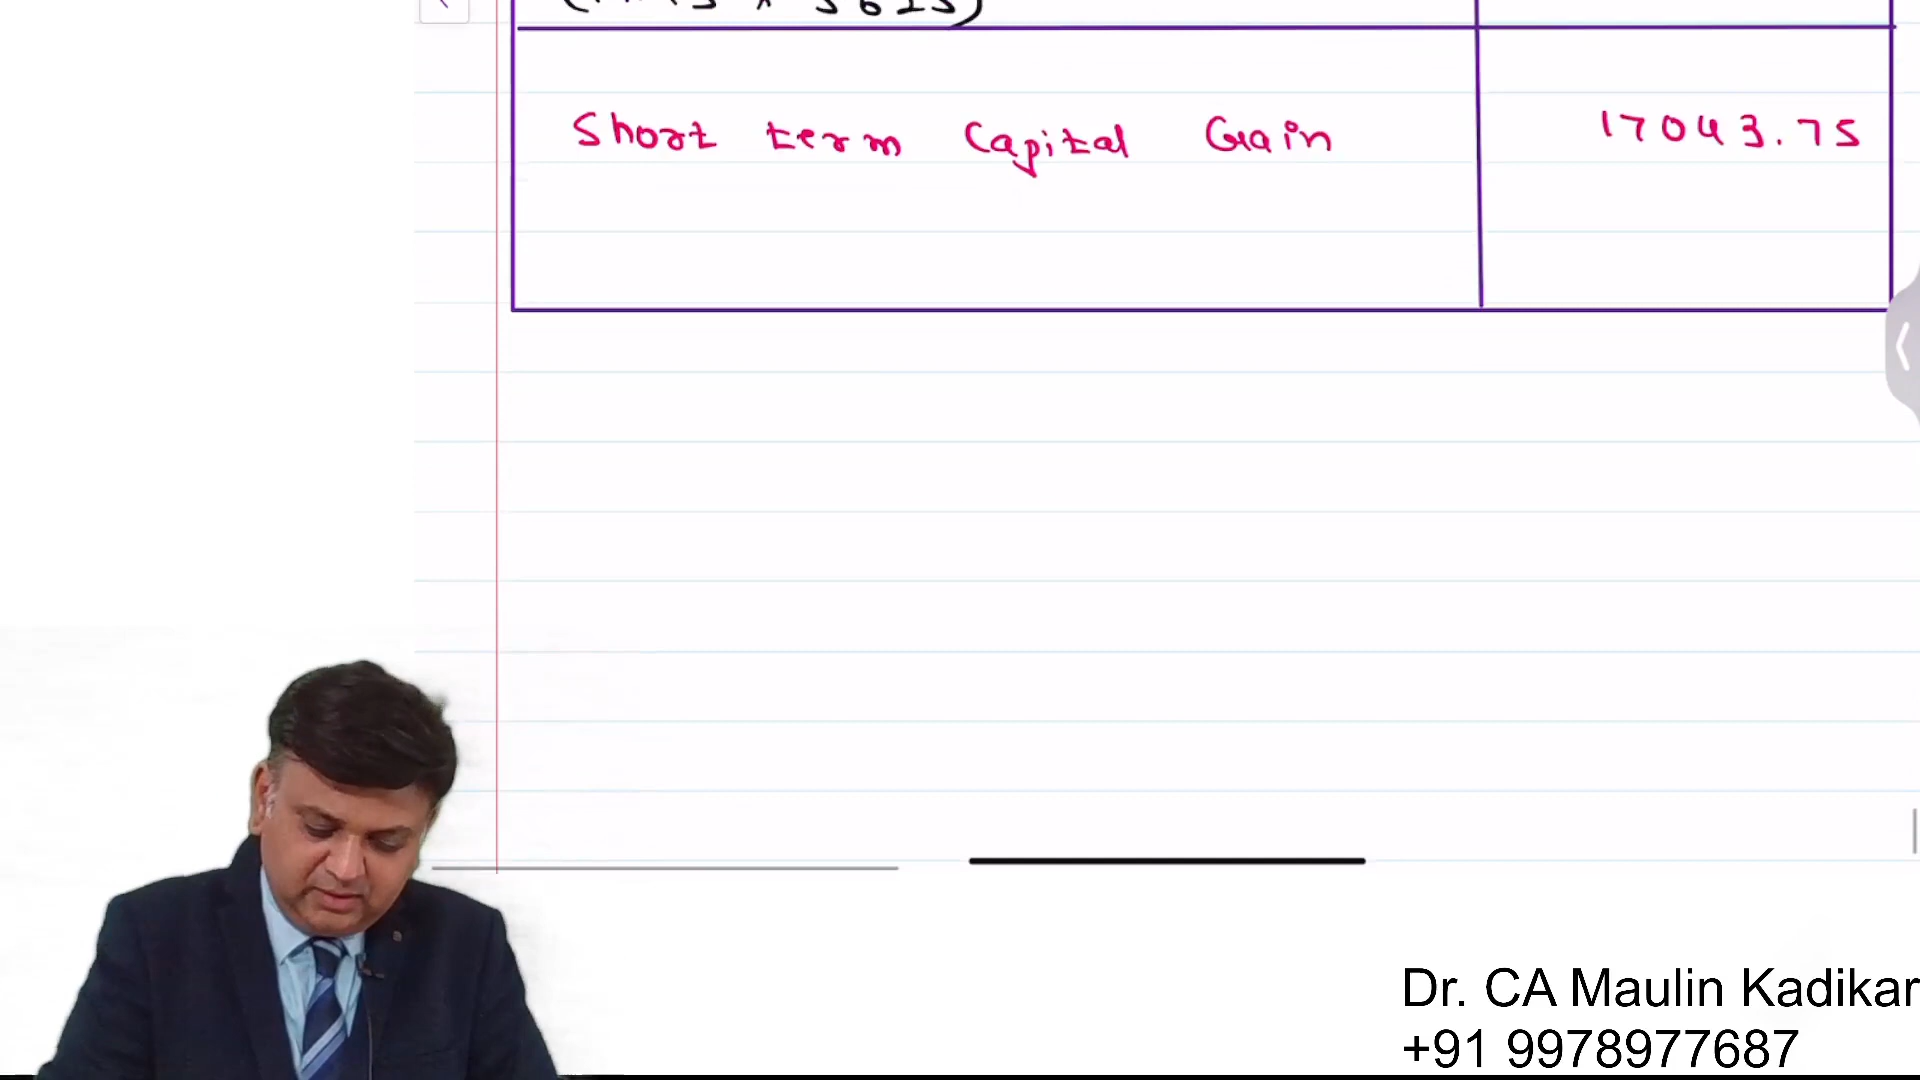 Short term Capital Gain 17043.75
Dr. CA Maulin Kadikar
+91 9978977687